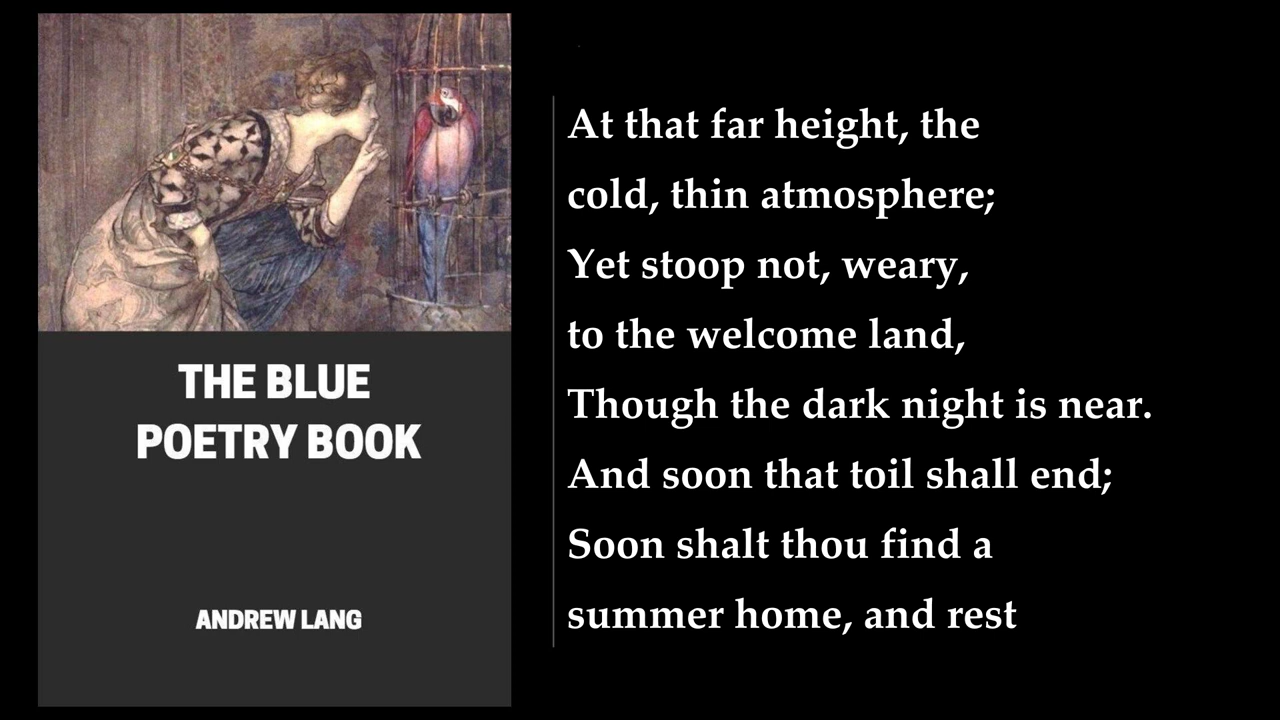 THE BLUE
POETRY BOOK
ANDREW LANG
At that far height, the
cold, thin atmosphere;
Yet stoop not, weary,
to the welcome land,
Though the dark night is near.
And soon that toil shall end;
Soon shalt thou find a
summer home, and rest